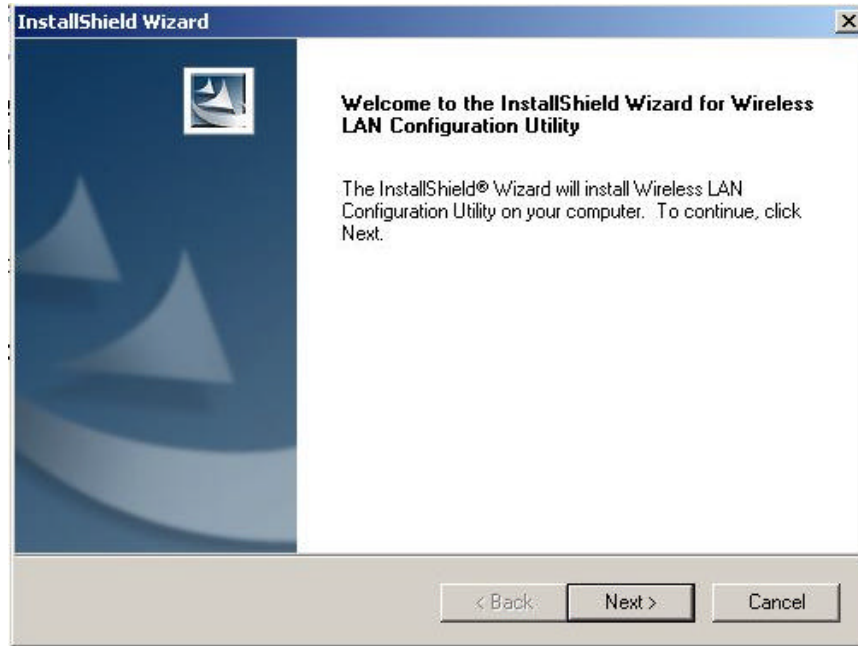 InstallShield Wizard
Welcome to the InstallShield Wizard for Wireless
LAN Configuration Utility
The InstallShield® Wizard will install Wireless LAN
Configuration Utility on your computer. To continue, click
Next.
< Back
Next >
Cancel